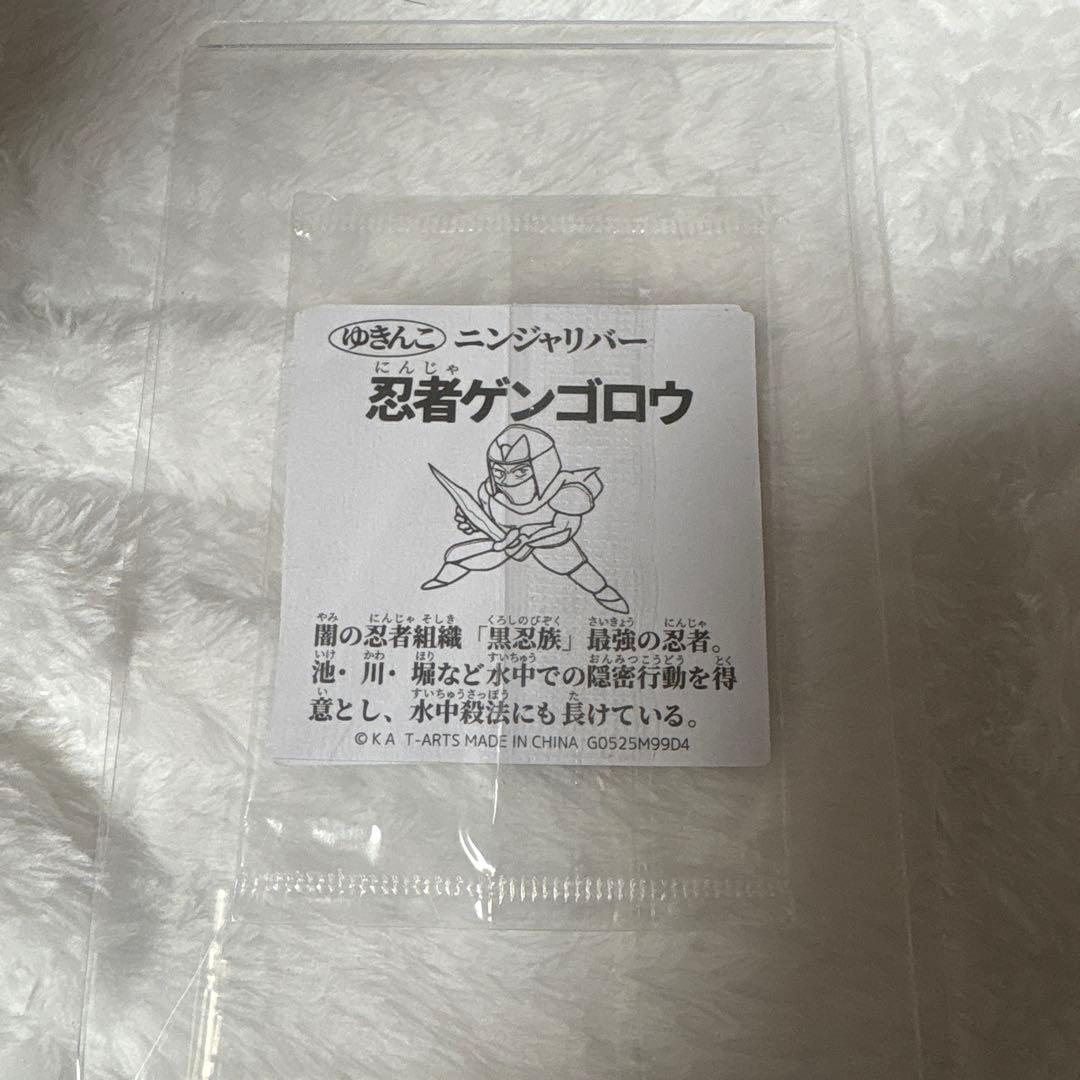 ゆきんこ ニンジャリバー
にんじゃ
忍者ゲンゴロウ
やみ にんじゃ そしき くろしのびぞく さいきょう にんじゃ
闇の忍者組織「黒忍族」最強の忍者。
いけ かわ ほり すいちゅう おんみつこうどう とく
池・川・堀など水中での隠密行動を得
い すいちゅうさっぽう た
意とし、水中殺法にも長けている。
©KA T-ARTS MADE IN CHINA G0525M99D4